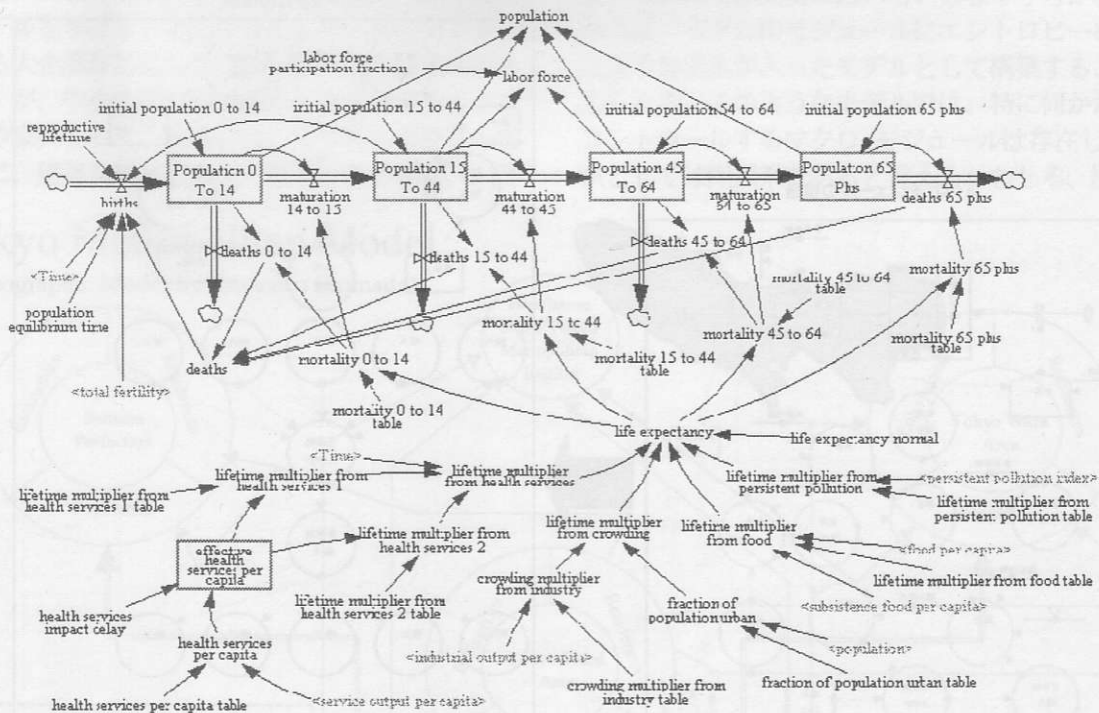 population
labor force
participation fraction
labor force
initial population 0 to 14
initial population 15 to 44
initial population 54 to 64
initial population 65 plus
reproductive
lifetime
births
Population 0
To 14
maturation
14 to 15
Population 15
To 44
maturation
44 to 45
Population 45
To 64
maturation
54 to 65
Population 65
Plus
deaths 65 plus
deaths 0 to 14
deaths 15 to 44
deaths 45 to 64
<Time>
population
equilibrium time
<total fertility>
deaths
mortality 0 to 14
mortality 0 to 14
table
mortality 15 to 44
mortality 15 to 44
table
mortality 45 to 64
mortality 45 to 64
table
mortality 65 plus
mortality 65 plus
table
life expectancy
life expectancy normal
<Time>
lifetime multiplier from
health services 1
lifetime multiplier
from health services
lifetime multiplier from
health services 1 table
lifetime multiplier from
health services 2
lifetime multiplier from
health services 2 table
effective
health
services per
capita
health services
impact delay
health services
per capita
health services per capita table
<service output per capita>
lifetime multiplier
from crowding
crowding multiplier
from industry
<industrial output per capita>
crowding multiplier from
industry table
fraction of
population urban
<population>
fraction of population urban table
lifetime multiplier
from food
<food per capita>
lifetime multiplier from food table
<subsistence food per capita>
lifetime multiplier from
persistent pollution
<persistent pollution index>
lifetime multiplier from
persistent pollution table